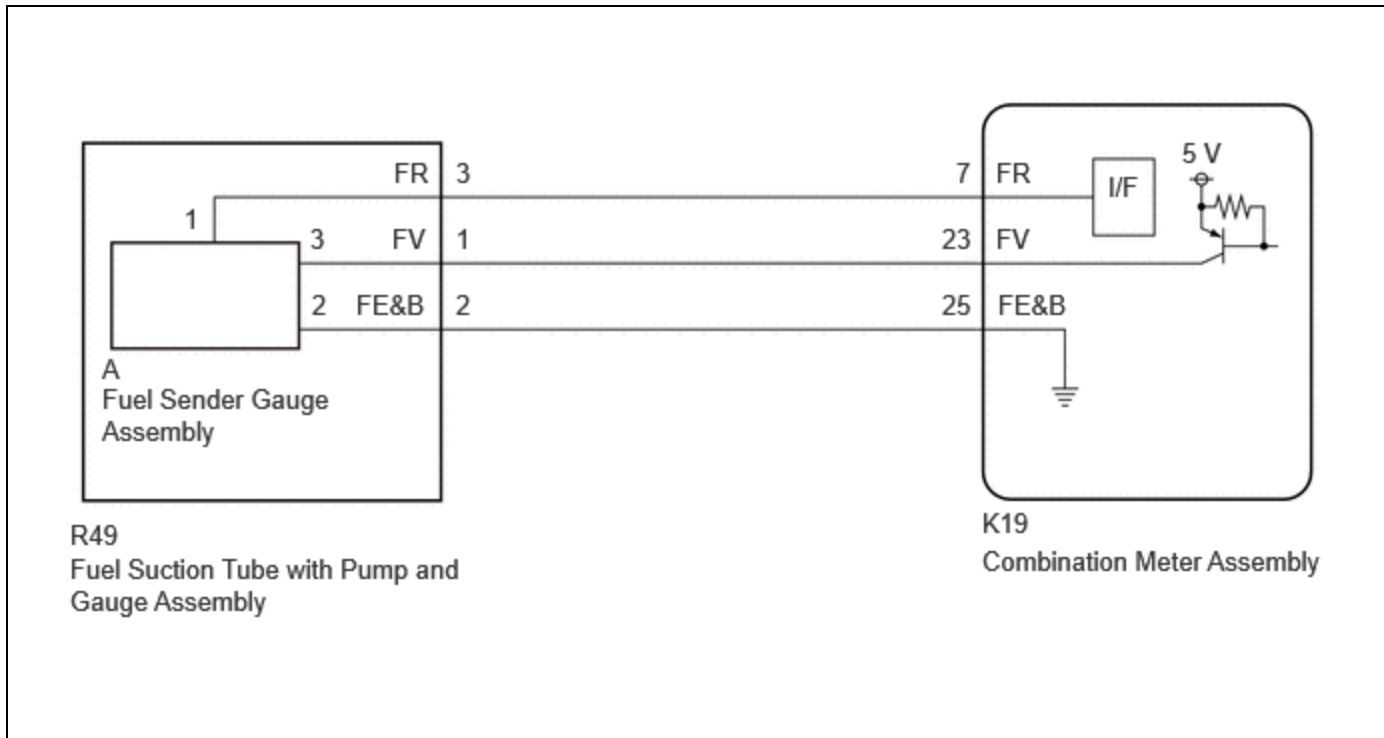 5 V
FR 3 7 FR I/F
1
3 FV 1 23 FV
2 FE&B 2 25 FE&B
A
Fuel Sender Gauge
Assembly
R49
Fuel Suction Tube with Pump and
Gauge Assembly
K19
Combination Meter Assembly